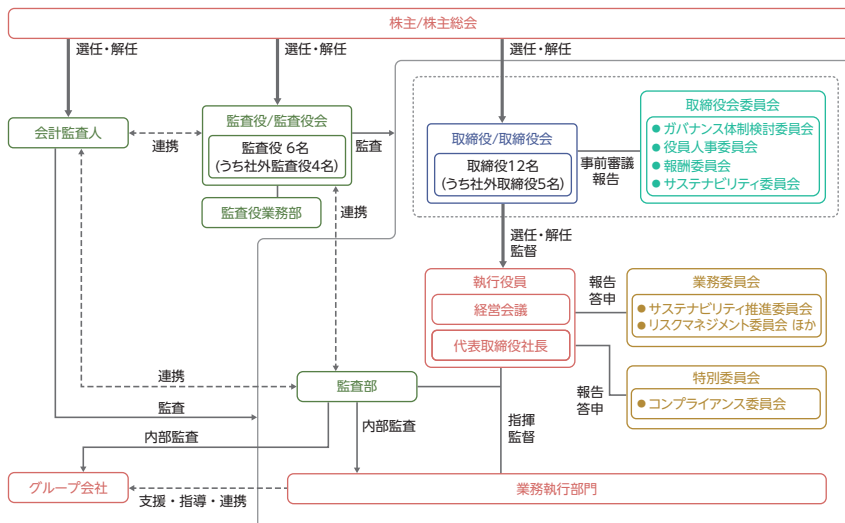 株主/株主総会
選任・解任
選任・解任
選任・解任
会計監査人
連携
監査役/監査役会
監査役 6名
(うち社外監査役4名)
監査
監査役業務部
連携
取締役/取締役会
取締役12名
(うち社外取締役5名)
事前審議
報告
取締役会委員会
● ガバナンス体制検討委員会
● 役員人事委員会
● 報酬委員会
● サステナビリティ委員会
選任・解任
監督
執行役員
経営会議
代表取締役社長
報告
答申
業務委員会
● サステナビリティ推進委員会
● リスクマネジメント委員会 ほか
報告
答申
特別委員会
● コンプライアンス委員会
連携
監査部
監査
内部監査
内部監査
指揮
監督
グループ会社
支援・指導・連携
業務執行部門